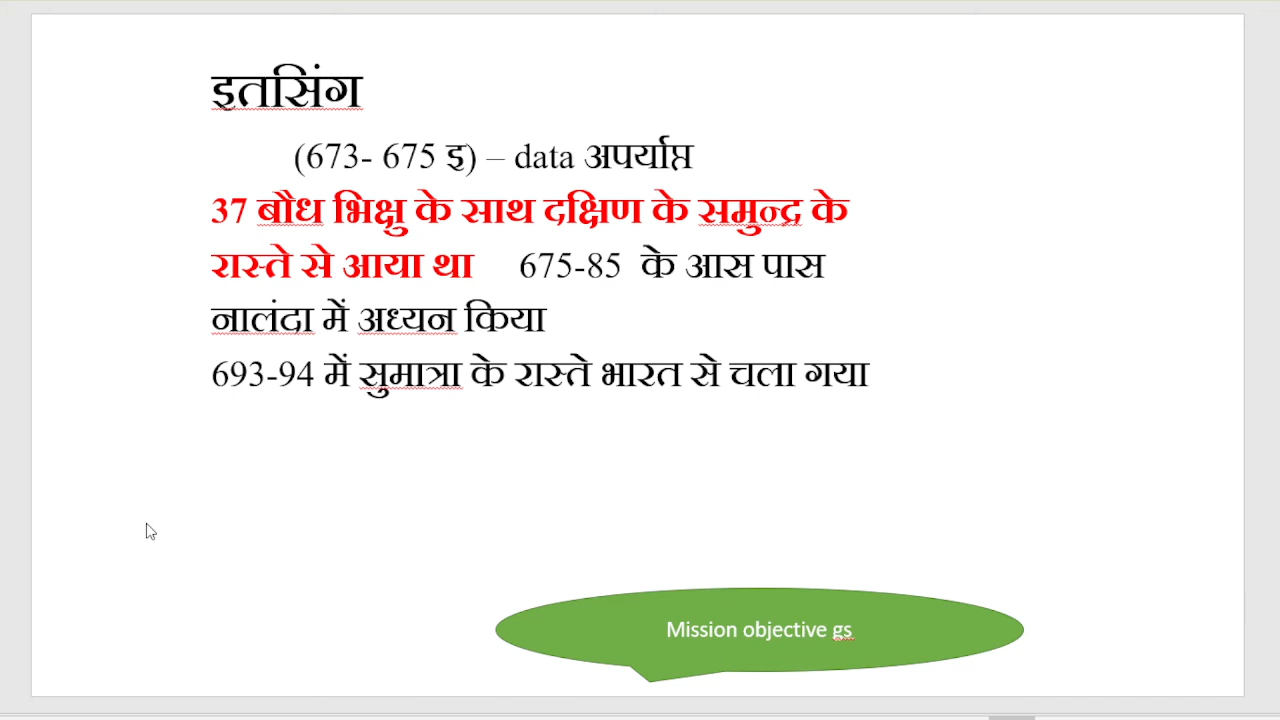 इतसिंग
(673- 675 इ) – data अपर्याप्त
37 बौध भिक्षु के साथ दक्षिण के समुन्द्र के
रास्ते से आया था 675-85 के आस पास
नालंदा में अध्यन किया
693-94 में सुमात्रा के रास्ते भारत से चला गया
Mission objective gs